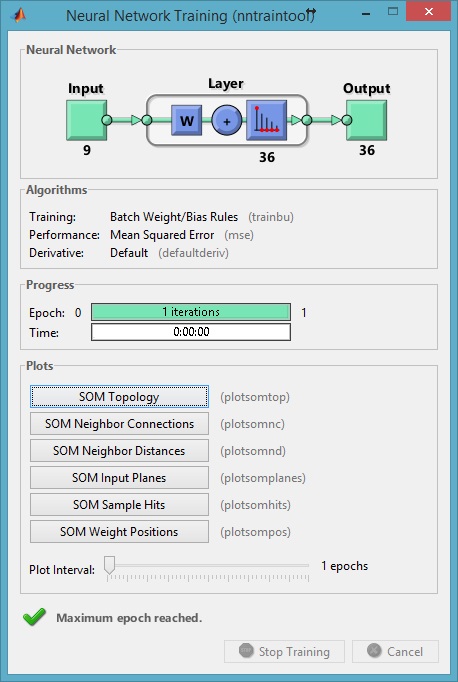 Neural Network Training (nntraintool)
Neural Network
Input
Layer
Output
W
+
9
36
36
Algorithms
Training: Batch Weight/Bias Rules (trainbu)
Performance: Mean Squared Error (mse)
Derivative: Default (defaultderiv)
Progress
Epoch: 0 1 iterations 1
Time: 0:00:00
Plots
SOM Topology (plotsomtop)
SOM Neighbor Connections (plotsomnc)
SOM Neighbor Distances (plotsomnd)
SOM Input Planes (plotsomplanes)
SOM Sample Hits (plotsomhits)
SOM Weight Positions (plotsompos)
Plot Interval: 1 epochs
Maximum epoch reached.
Stop Training Cancel